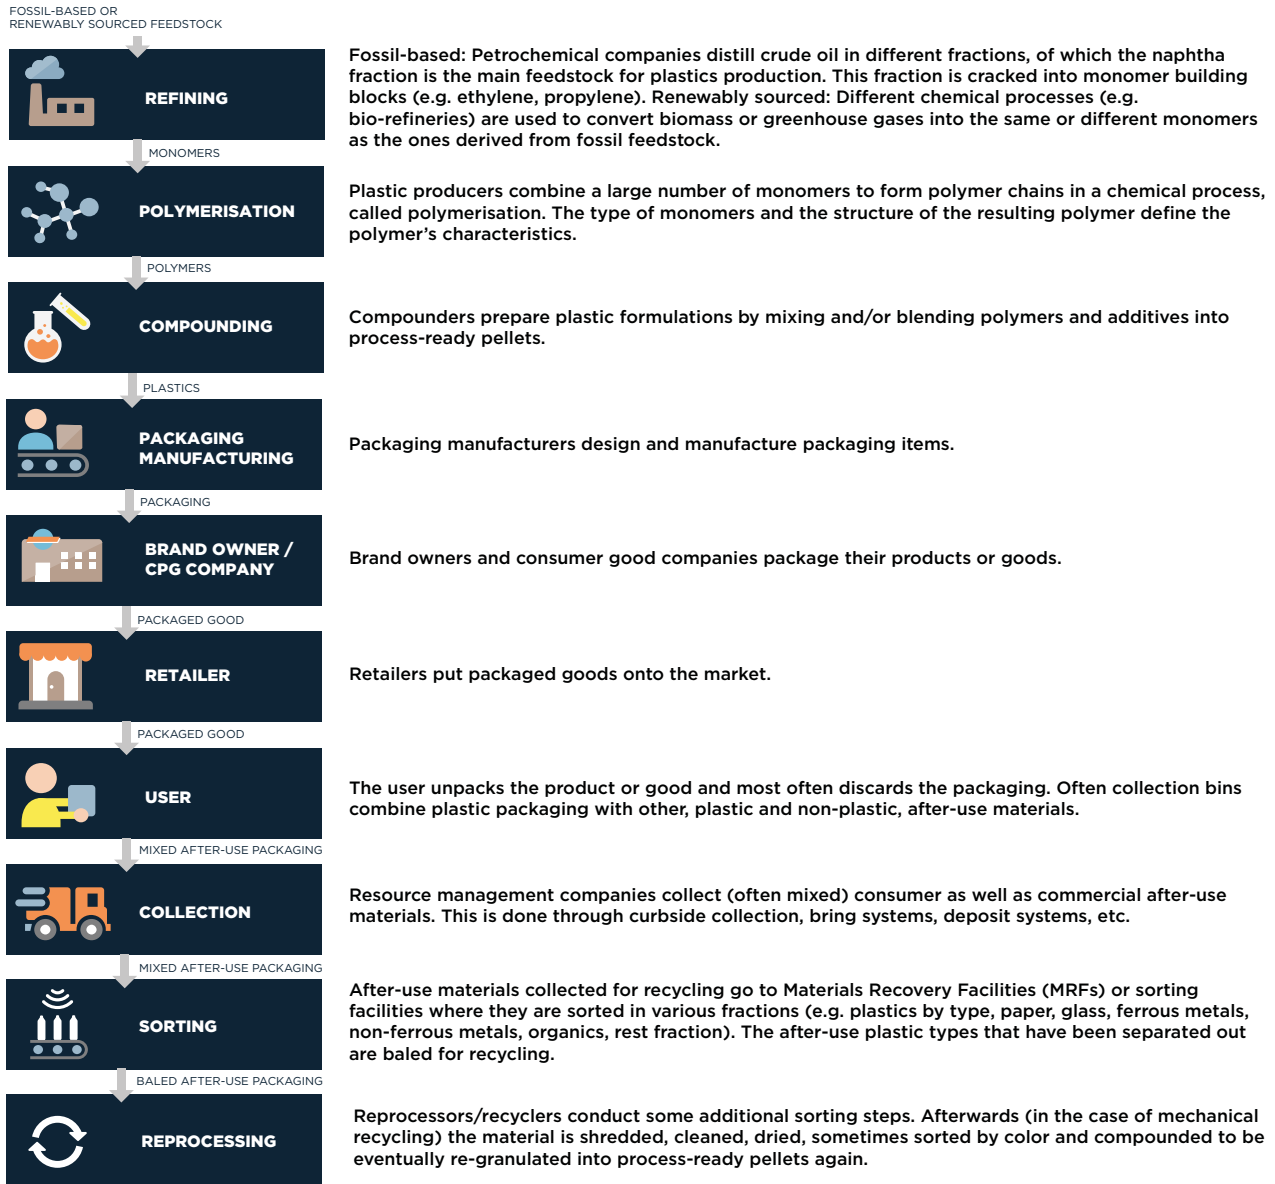 FOSSIL-BASED OR
RENEWABLY SOURCED FEEDSTOCK
REFINING
Fossil-based: Petrochemical companies distill crude oil in different fractions, of which the naphtha
fraction is the main feedstock for plastics production. This fraction is cracked into monomer building
blocks (e.g. ethylene, propylene). Renewably sourced: Different chemical processes (e.g.
bio-refineries) are used to convert biomass or greenhouse gases into the same or different monomers
as the ones derived from fossil feedstock.
MONOMERS
POLYMERISATION
Plastic producers combine a large number of monomers to form polymer chains in a chemical process,
called polymerisation. The type of monomers and the structure of the resulting polymer define the
polymer’s characteristics.
POLYMERS
COMPOUNDING
Compounders prepare plastic formulations by mixing and/or blending polymers and additives into
process-ready pellets.
PLASTICS
PACKAGING
MANUFACTURING
Packaging manufacturers design and manufacture packaging items.
PACKAGING
BRAND OWNER /
CPG COMPANY
Brand owners and consumer good companies package their products or goods.
PACKAGED GOOD
RETAILER
Retailers put packaged goods onto the market.
PACKAGED GOOD
USER
The user unpacks the product or good and most often discards the packaging. Often collection bins
combine plastic packaging with other, plastic and non-plastic, after-use materials.
MIXED AFTER-USE PACKAGING
COLLECTION
Resource management companies collect (often mixed) consumer as well as commercial after-use
materials. This is done through curbside collection, bring systems, deposit systems, etc.
MIXED AFTER-USE PACKAGING
SORTING
After-use materials collected for recycling go to Materials Recovery Facilities (MRFs) or sorting
facilities where they are sorted in various fractions (e.g. plastics by type, paper, glass, ferrous metals,
non-ferrous metals, organics, rest fraction). The after-use plastic types that have been separated out
are baled for recycling.
BALED AFTER-USE PACKAGING
REPROCESSING
Reprocessors/recyclers conduct some additional sorting steps. Afterwards (in the case of mechanical
recycling) the material is shredded, cleaned, dried, sometimes sorted by color and compounded to be
eventually re-granulated into process-ready pellets again.